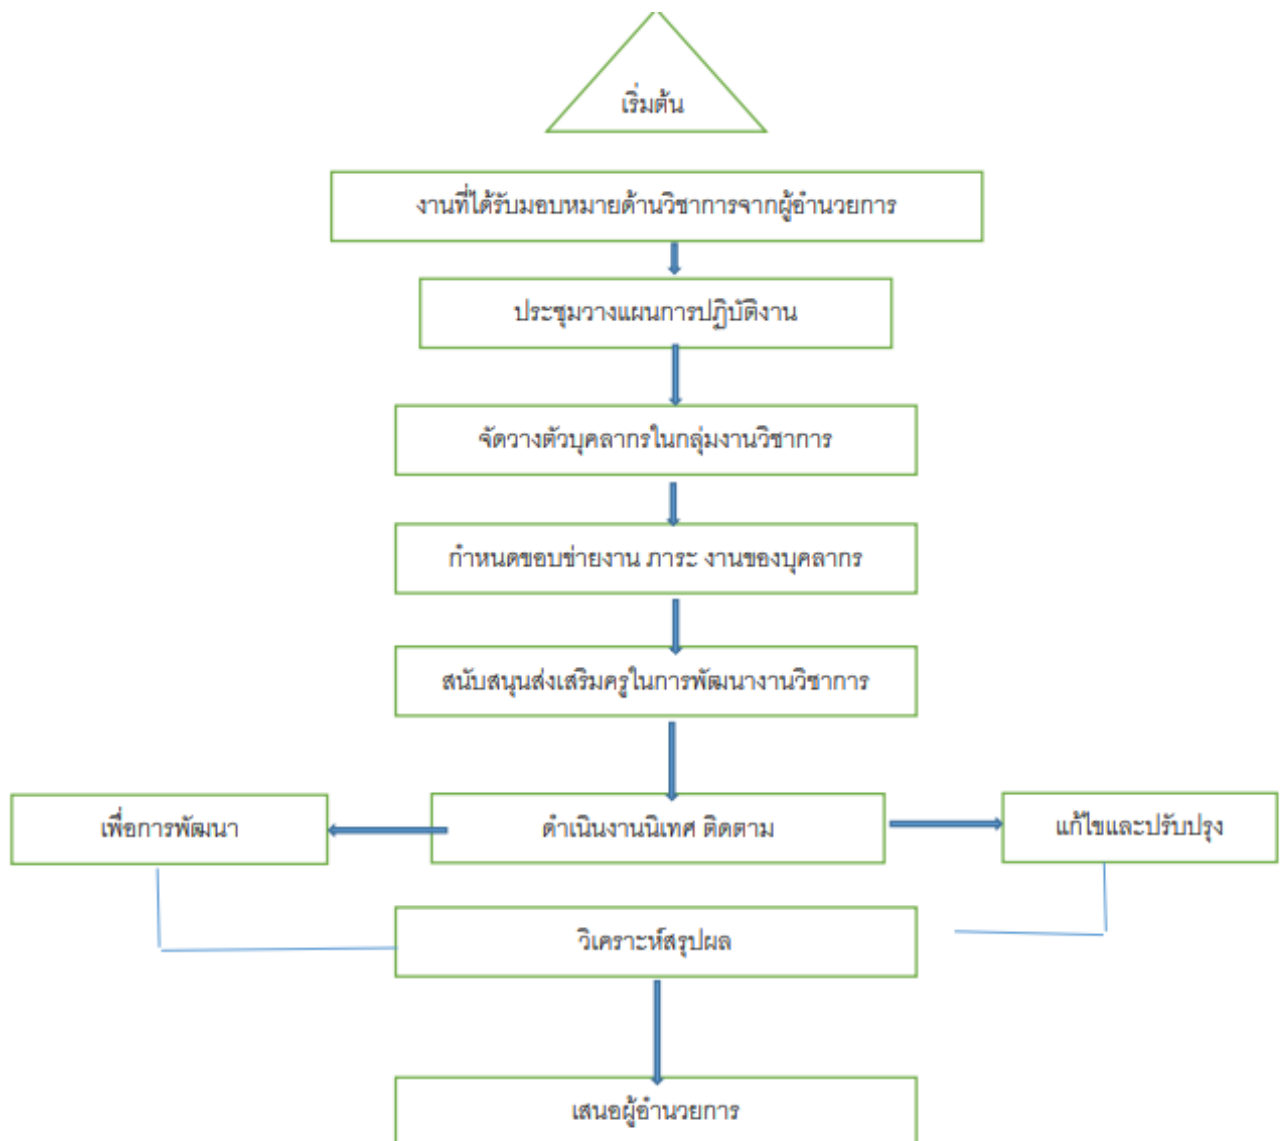 เริ่มต้น
งานที่ได้รับมอบหมายด้านวิชาการจากผู้อำนวยการ
ประชุมวางแผนการปฏิบัติงาน
จัดวางตัวบุคลากรในกลุ่มงานวิชาการ
กำหนดขอบข่ายงาน ภาระ งานของบุคลากร
สนับสนุนส่งเสริมครูในการพัฒนางานวิชาการ
เพื่อการพัฒนา
ดำเนินงานนิเทศ ติดตาม
แก้ไขและปรับปรุง
วิเคราะห์สรุปผล
เสนอผู้อำนวยการ